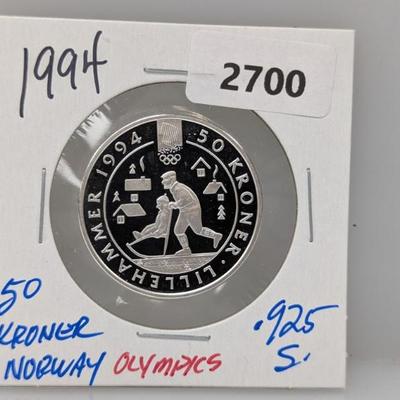 1994
2700
LILLEHAMMER 1994 50 KRONER
50
KRONER
NORWAY OLYMPICS
.925
S.